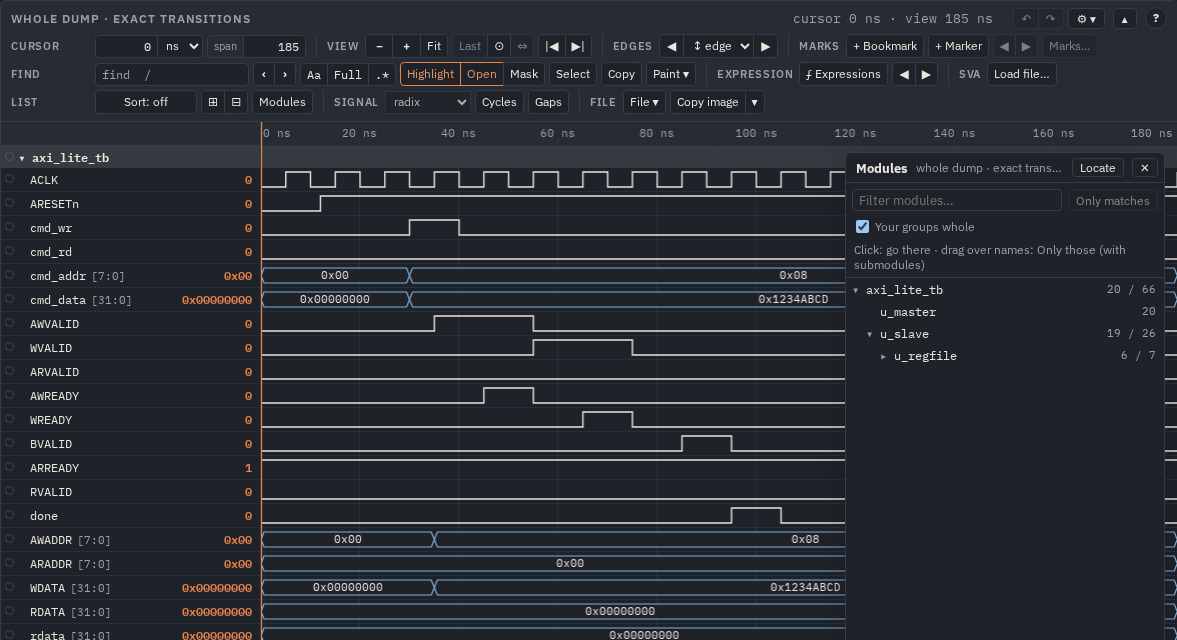 WHOLE DUMP · EXACT TRANSITIONS cursor 0 ns · view 185 ns ↶ ↷ ⚙ ▾ ▲ ?
CURSOR 0 ns span 185 VIEW − + Fit Last ⊙ ⇔ |◀ ▶| EDGES ◀ ↕ edge ▶ MARKS + Bookmark + Marker ◀ ▶ Marks…
FIND find / ‹ › Aa Full .* Highlight Open Mask Select Copy Paint ▾ EXPRESSION ƒ Expressions ◀ ▶ SVA Load file…
LIST Sort: off ⊞ ⊟ Modules SIGNAL radix Cycles Gaps FILE File ▾ Copy image ▾
0 ns 20 ns 40 ns 60 ns 80 ns 100 ns 120 ns 140 ns 160 ns 180 ns
▾ axi_lite_tb
ACLK 0
ARESETn 0
cmd_wr 0
cmd_rd 0
cmd_addr [7:0] 0x00 0x00 0x08
cmd_data [31:0] 0x00000000 0x00000000 0x1234ABCD
AWVALID 0
WVALID 0
ARVALID 0
AWREADY 0
WREADY 0
BVALID 0
ARREADY 1
RVALID 0
done 0
AWADDR [7:0] 0x00 0x00 0x08
ARADDR [7:0] 0x00 0x00
WDATA [31:0] 0x00000000 0x00000000 0x1234ABCD
RDATA [31:0] 0x00000000 0x00000000
rdata [31:0] 0x00000000 0x00000000
Modules whole dump · exact trans… Locate ✕
Filter modules… Only matches
Your groups whole
Click: go there · drag over names: Only those (with
submodules)
▾ axi_lite_tb 20 / 66
u_master 20
▾ u_slave 19 / 26
▸ u_regfile 6 / 7